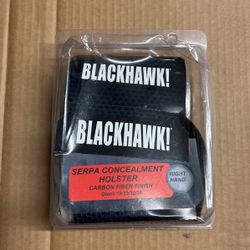 BLACKHAWK!
BLACKHAWK!
SERPA CONCEALMENT
HOLSTER
RIGHT
HAND
CARBON FIBER FINISH